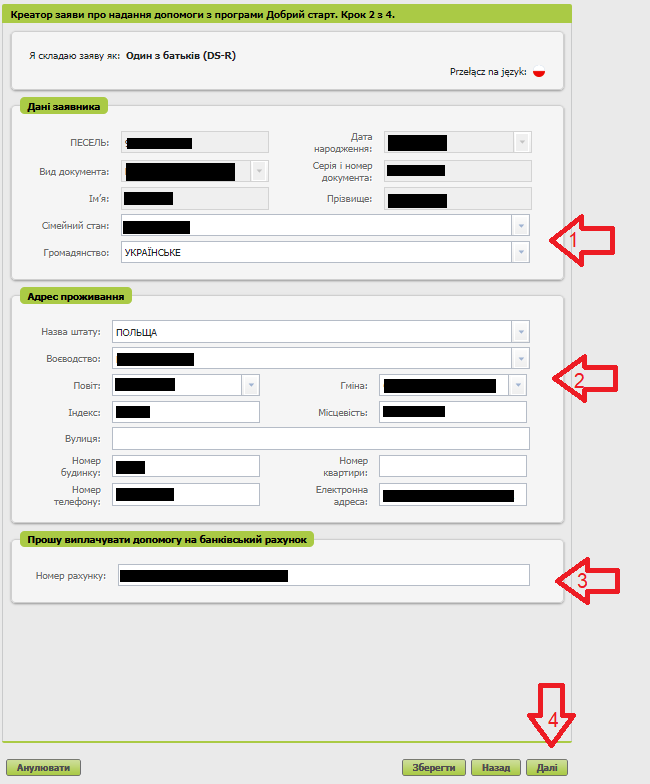 Креатор заяви про надання допомоги з програми Добрий старт. Крок 2 з 4.
Я складаю заяву як: Один з батьків (DS-R)
Przełącz na język:
Дані заявника
ПЕСЕЛЬ:
Дата народження:
Вид документа:
Серія і номер документа:
Ім'я:
Прізвище:
Сімейний стан:
Громадянство: УКРАЇНСЬКЕ
1
Адрес проживання
Назва штату: ПОЛЬЩА
Воєводство:
Повіт:
Гміна:
2
Індекс:
Місцевість:
Вулиця:
Номер будинку:
Номер квартири:
Номер телефону:
Електронна адреса:
Прошу виплачувати допомогу на банківський рахунок
Номер рахунку:
3
4
Анулювати
Зберегти
Назад
Далі